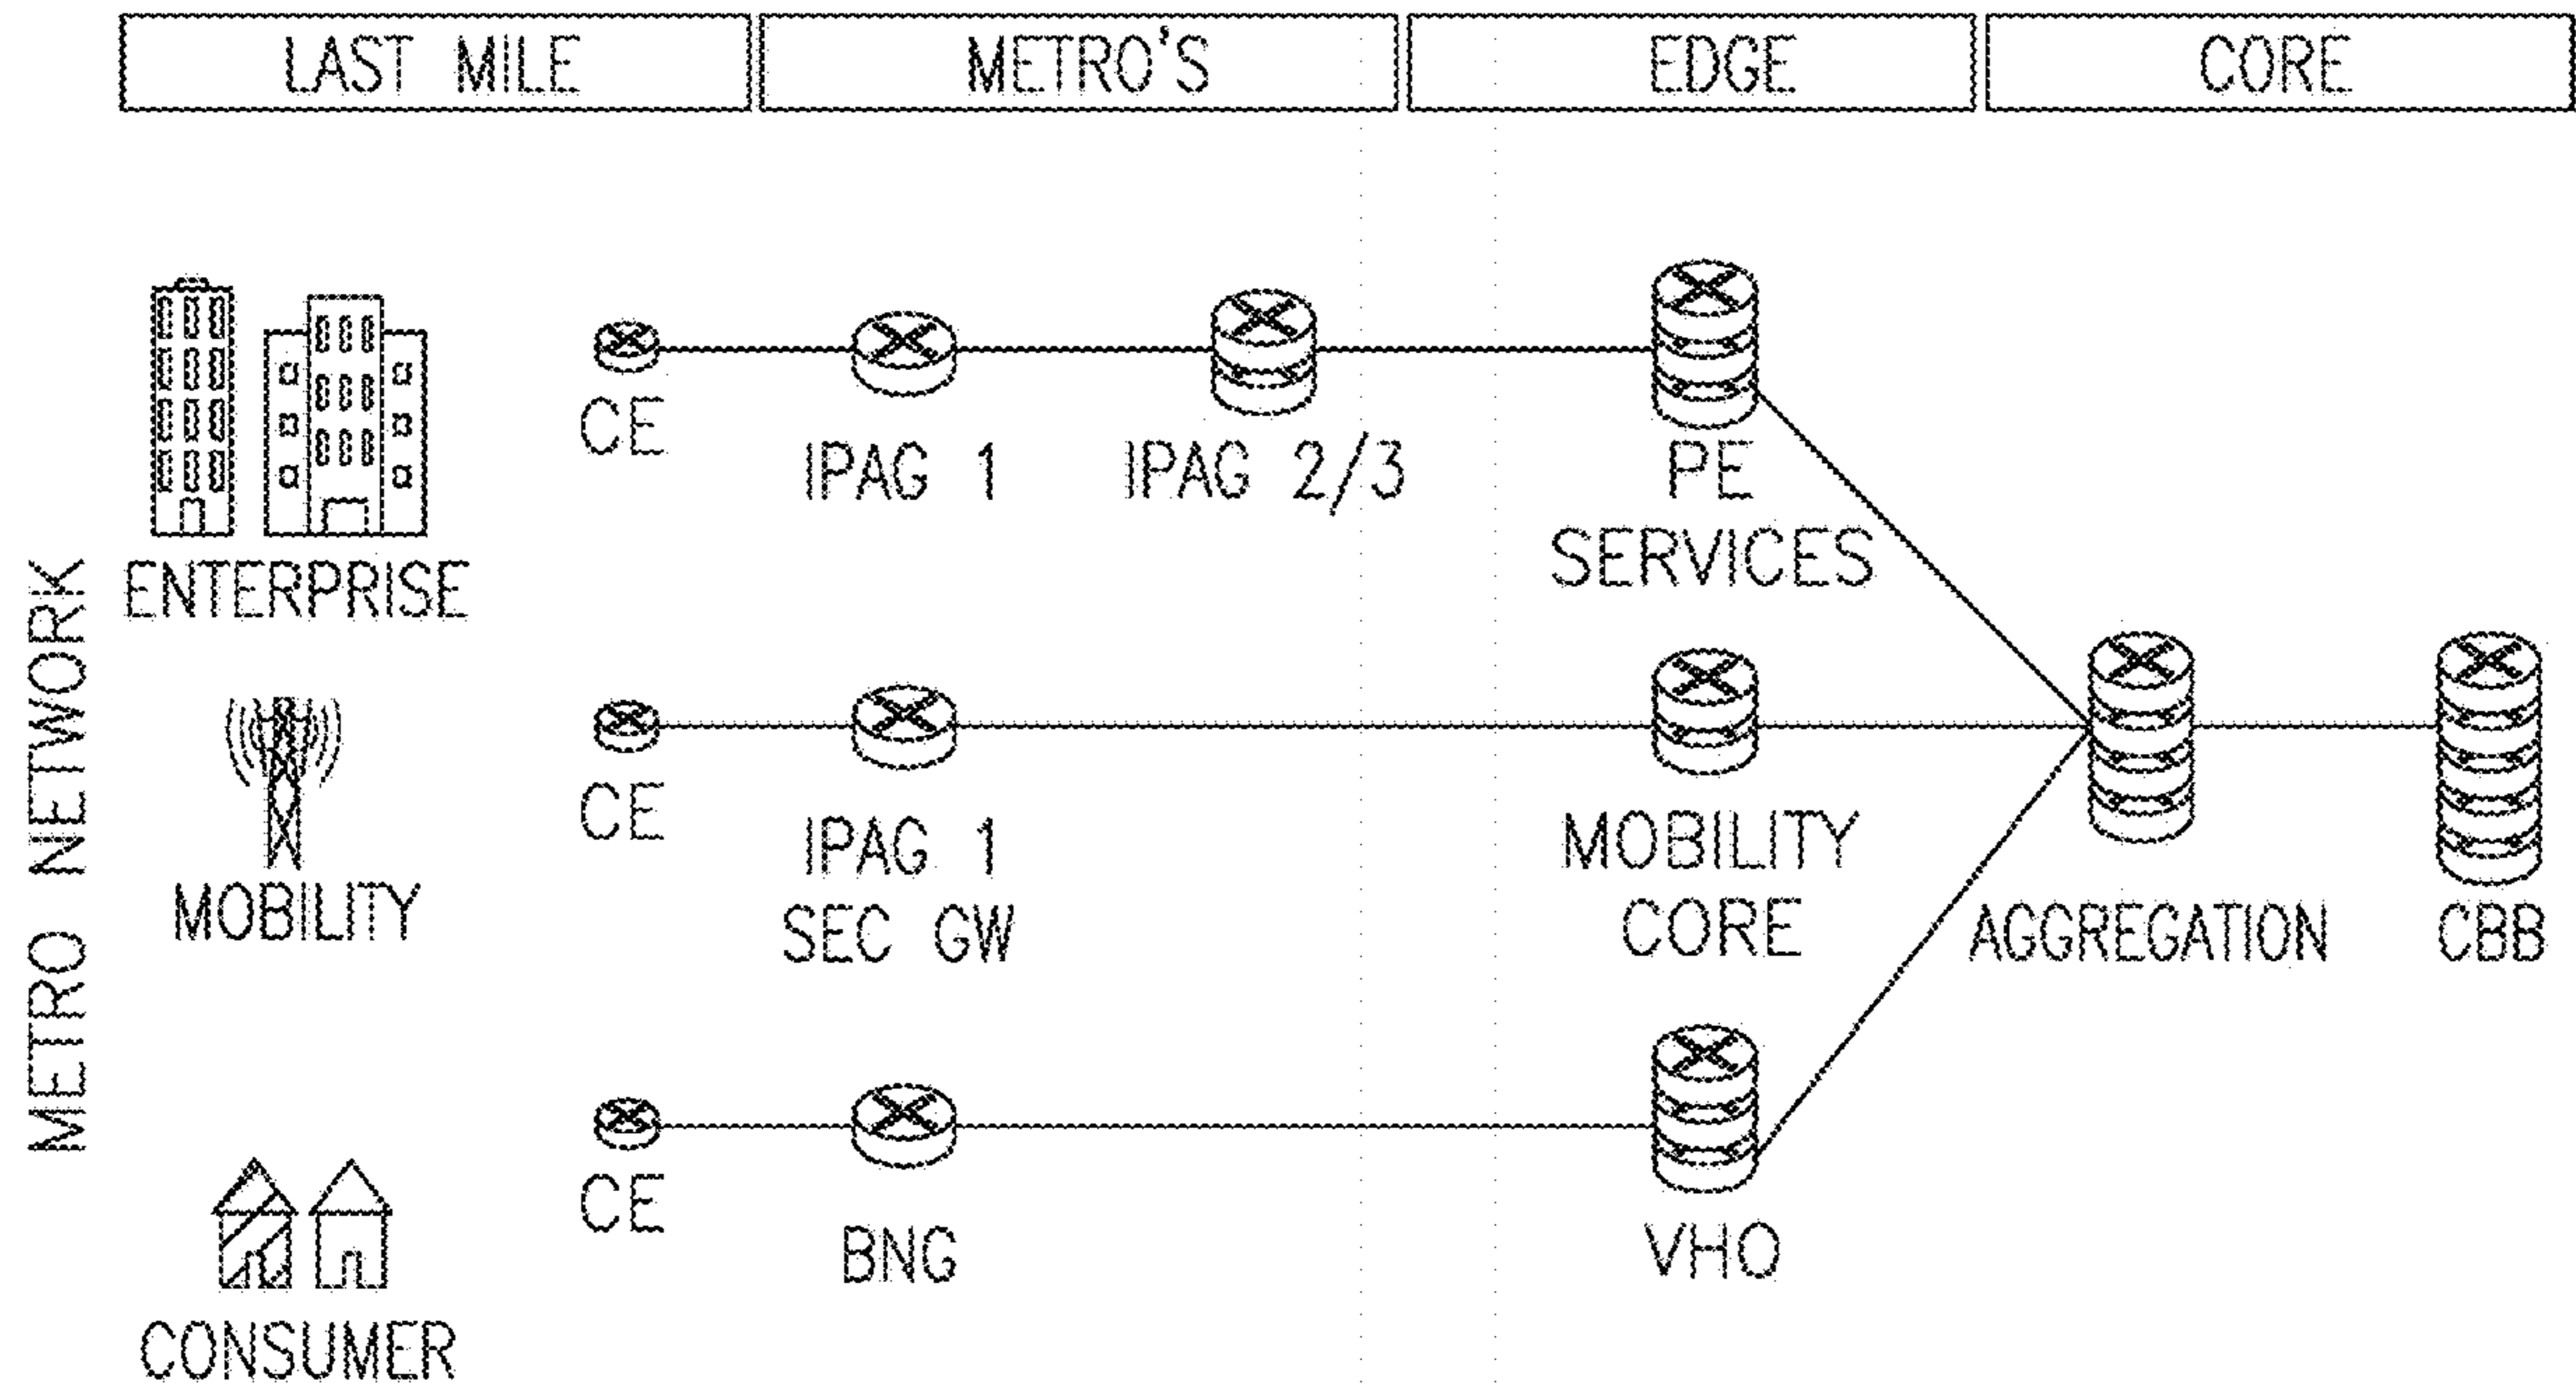 LAST MILE
METRO'S
EDGE
CORE
METRO NETWORK
ENTERPRISE
CE
IPAG 1
IPAG 2/3
PE
SERVICES
MOBILITY
CE
IPAG 1
SEC GW
MOBILITY
CORE
AGGREGATION
CBB
CONSUMER
CE
BNG
VHO